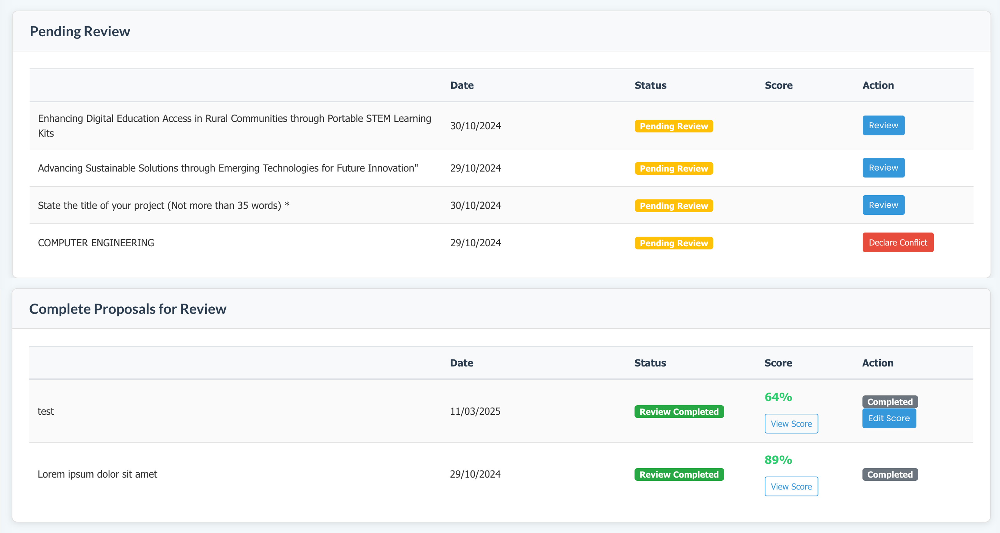 Pending Review
Date Status Score Action
Enhancing Digital Education Access in Rural Communities through Portable STEM Learning
Kits
30/10/2024 Pending Review Review
Advancing Sustainable Solutions through Emerging Technologies for Future Innovation" 29/10/2024 Pending Review Review
State the title of your project (Not more than 35 words) * 30/10/2024 Pending Review Review
COMPUTER ENGINEERING 29/10/2024 Pending Review Declare Conflict
Complete Proposals for Review
Date Status Score Action
test 11/03/2025 Review Completed
64%
View Score
Completed
Edit Score
Lorem ipsum dolor sit amet 29/10/2024 Review Completed
89%
View Score
Completed